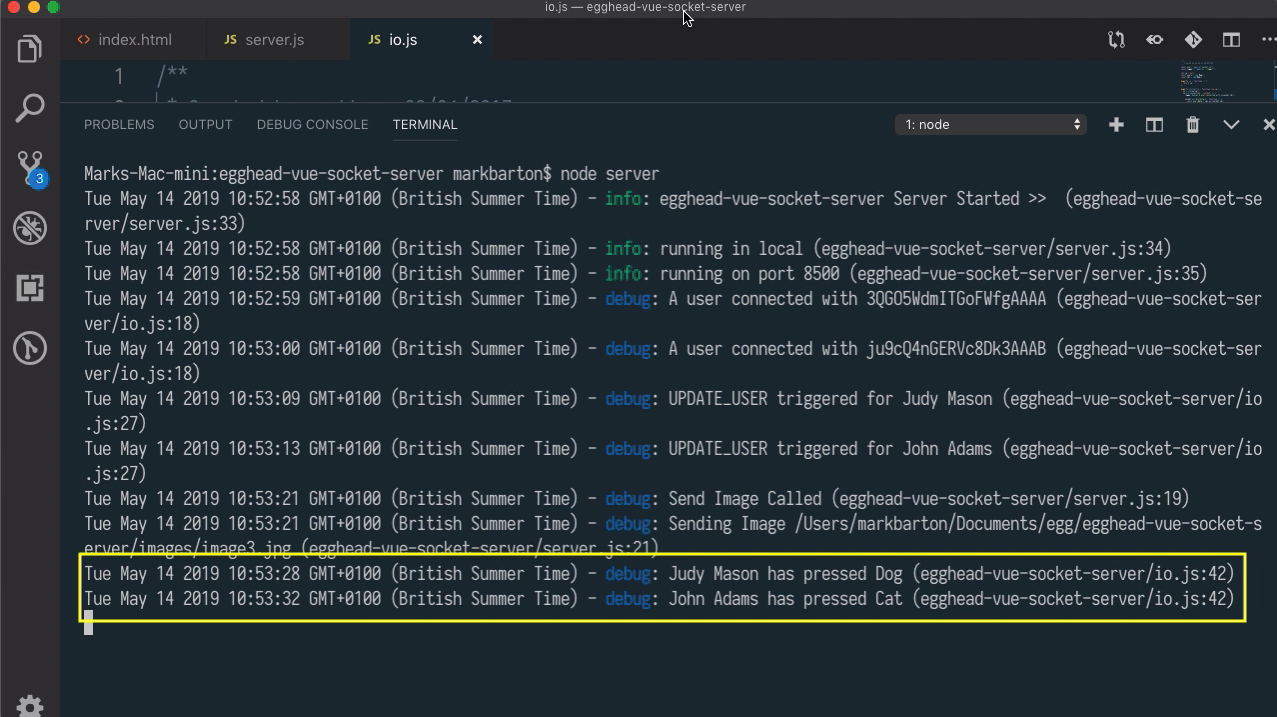 io.js — egghead-vue-socket-server
<> index.html JS server.js JS io.js
1 /**
PROBLEMS OUTPUT DEBUG CONSOLE TERMINAL 1: node
3
Marks-Mac-mini:egghead-vue-socket-server markbarton$ node server
Tue May 14 2019 10:52:58 GMT+0100 (British Summer Time) - info: egghead-vue-socket-server Server Started >>  (egghead-vue-socket-se
rver/server.js:33)
Tue May 14 2019 10:52:58 GMT+0100 (British Summer Time) - info: running in local (egghead-vue-socket-server/server.js:34)
Tue May 14 2019 10:52:58 GMT+0100 (British Summer Time) - info: running on port 8500 (egghead-vue-socket-server/server.js:35)
Tue May 14 2019 10:52:59 GMT+0100 (British Summer Time) - debug: A user connected with 3QGO5WdmITGoFWfgAAAA (egghead-vue-socket-ser
ver/io.js:18)
Tue May 14 2019 10:53:00 GMT+0100 (British Summer Time) - debug: A user connected with ju9cQ4nGERVc8Dk3AAAB (egghead-vue-socket-ser
ver/io.js:18)
Tue May 14 2019 10:53:09 GMT+0100 (British Summer Time) - debug: UPDATE_USER triggered for Judy Mason (egghead-vue-socket-server/io
.js:27)
Tue May 14 2019 10:53:13 GMT+0100 (British Summer Time) - debug: UPDATE_USER triggered for John Adams (egghead-vue-socket-server/io
.js:27)
Tue May 14 2019 10:53:21 GMT+0100 (British Summer Time) - debug: Send Image Called (egghead-vue-socket-server/server.js:19)
Tue May 14 2019 10:53:21 GMT+0100 (British Summer Time) - debug: Sending Image /Users/markbarton/Documents/egg/egghead-vue-socket-s
erver/images/image3.jpg (egghead-vue-socket-server/server.js:21)
Tue May 14 2019 10:53:28 GMT+0100 (British Summer Time) - debug: Judy Mason has pressed Dog (egghead-vue-socket-server/io.js:42)
Tue May 14 2019 10:53:32 GMT+0100 (British Summer Time) - debug: John Adams has pressed Cat (egghead-vue-socket-server/io.js:42)